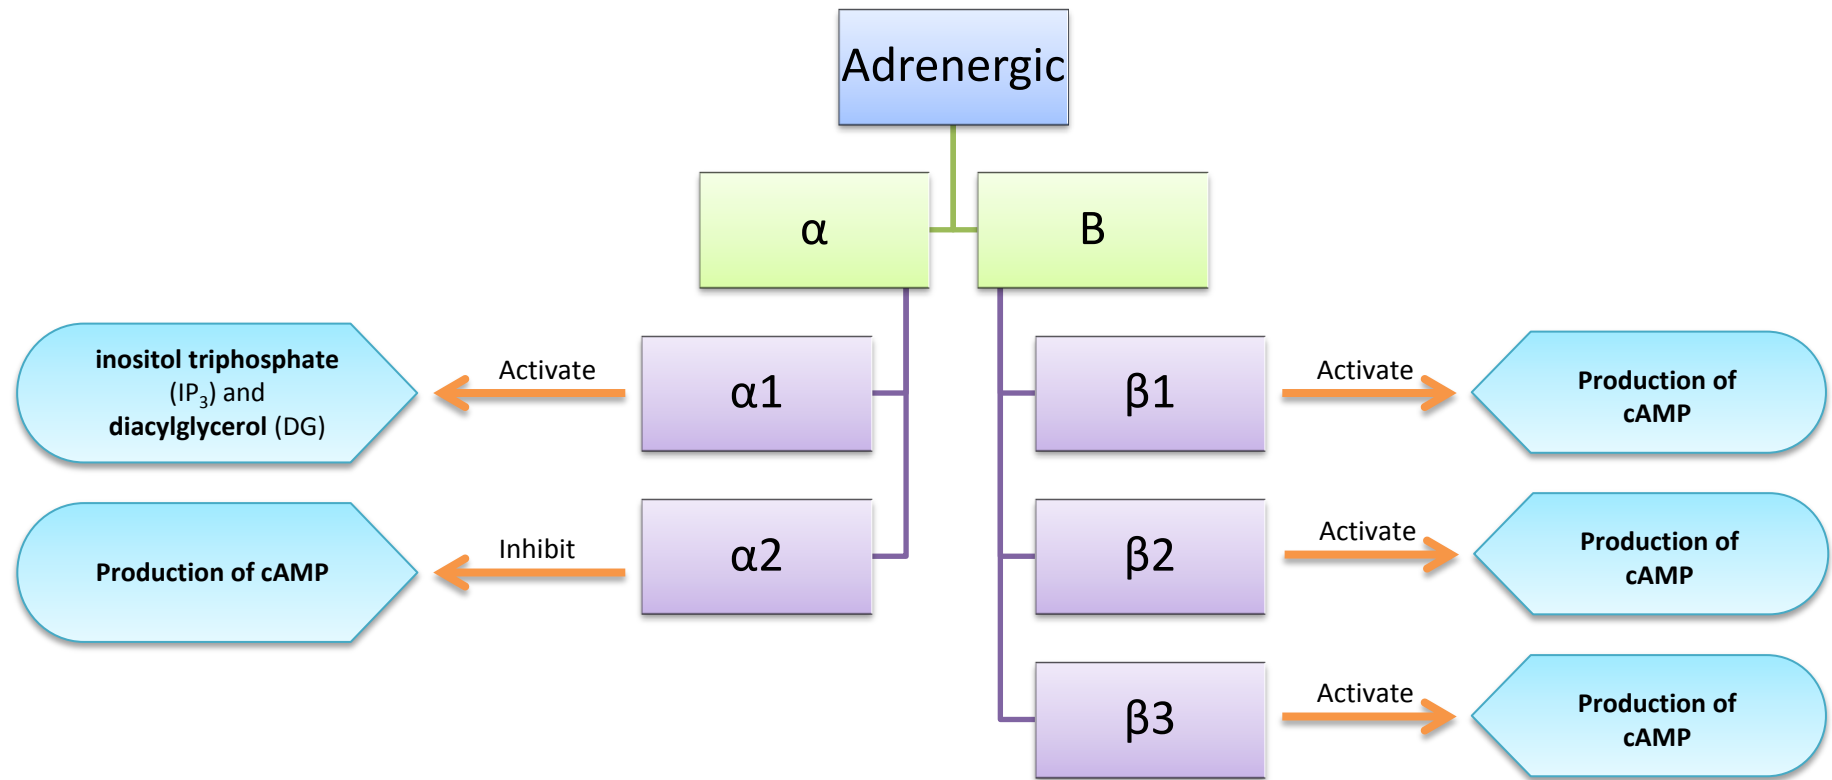 Adrenergic
α
B
inositol triphosphate
(IP₃) and
diacylglycerol (DG)
Activate
α1
β1
Activate
Production of
cAMP
Production of cAMP
Inhibit
α2
β2
Activate
Production of
cAMP
β3
Activate
Production of
cAMP